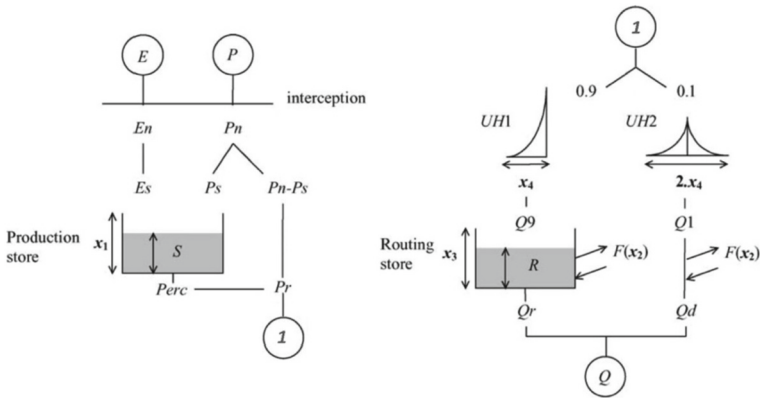 E P
interception
En Pn
Es Ps Pn-Ps
Production
store
x1
S
Perc Pr
1
1
0.9 0.1
UH1 UH2
x4 2.x4
Q9 Q1
Routing
store
x3
R
F(x2) F(x2)
Qr Qd
Q